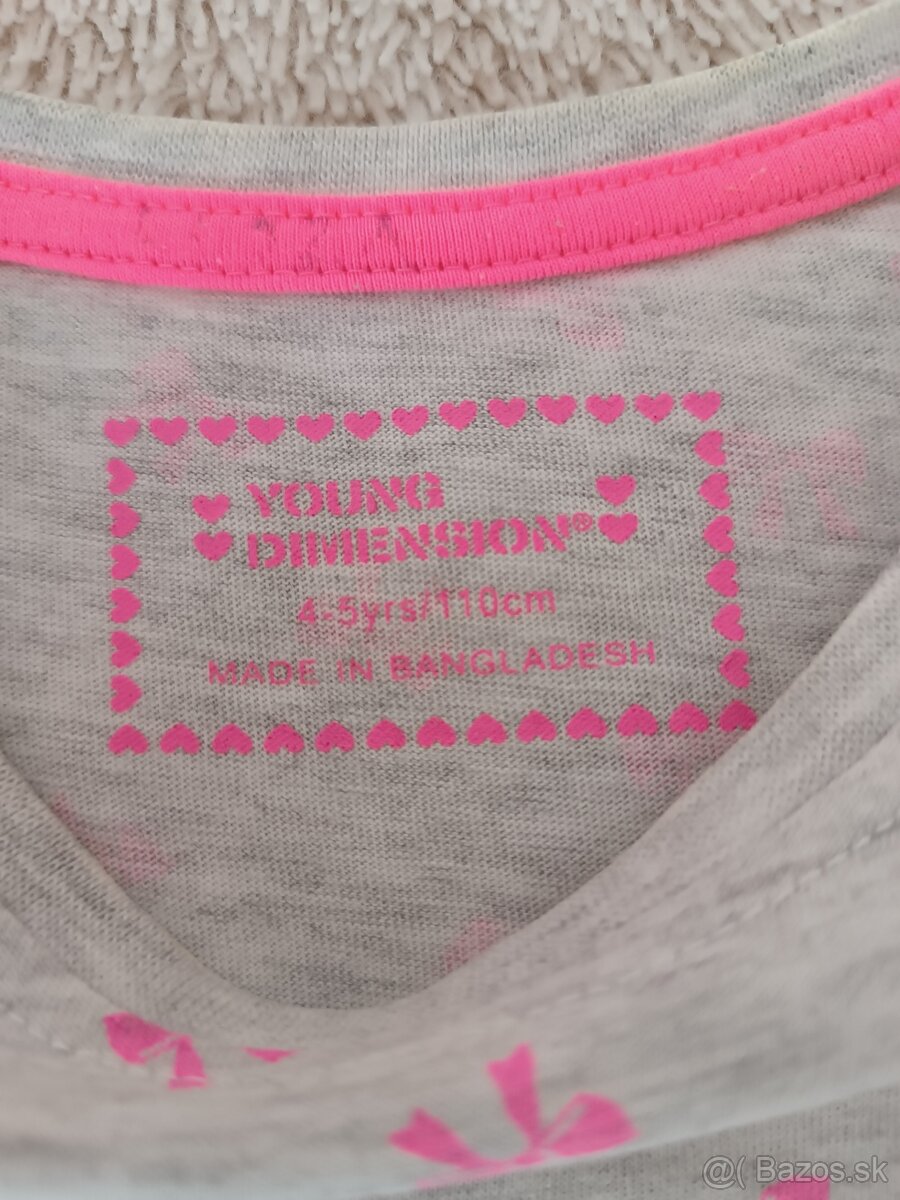 YOUNG
DIMENSION®
4-5yrs/110cm
MADE IN BANGLADESH
@( Bazos.sk